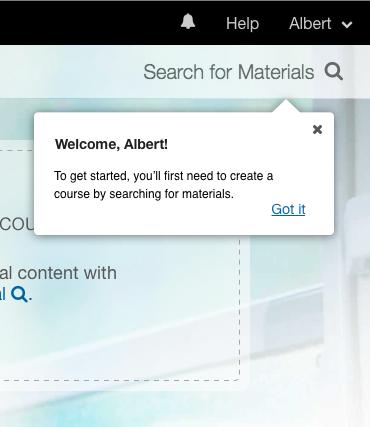 Help Albert
Search for Materials
Welcome, Albert!
To get started, you'll first need to create a
course by searching for materials.
Got it
cou
al content with
.